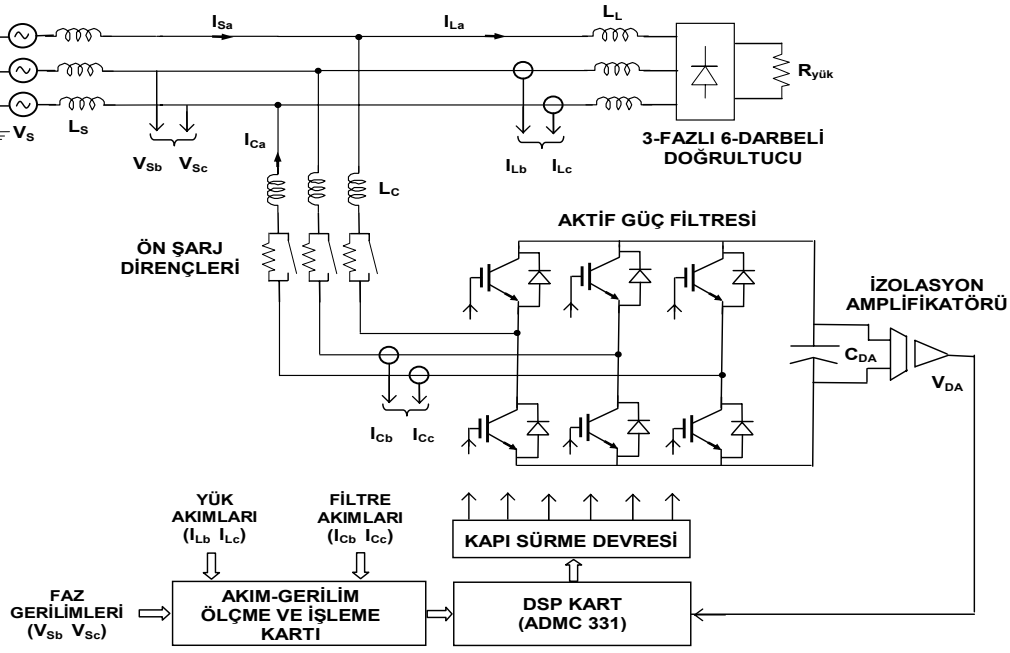 I_Sa
I_La
L_L
R_yük
V_S
L_S
V_Sb V_Sc
I_Ca
I_Lb I_Lc
3-FAZLI 6-DARBELİ
DOĞRULTUCU
L_C
AKTİF GÜÇ FİLTRESİ
ÖN ŞARJ
DİRENÇLERİ
İZOLASYON
AMPLİFİKATÖRÜ
C_DA
V_DA
I_Cb I_Cc
YÜK
AKIMLARI
(I_Lb I_Lc)
FİLTRE
AKIMLARI
(I_Cb I_Cc)
KAPI SÜRME DEVRESİ
FAZ
GERİLİMLERİ
(V_Sb V_Sc)
AKIM-GERİLİM
ÖLÇME VE İŞLEME
KARTI
DSP KART
(ADMC 331)